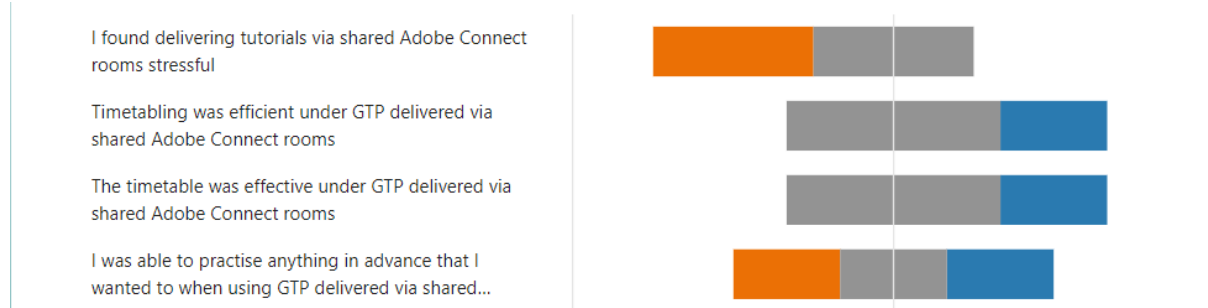 I found delivering tutorials via shared Adobe Connect
rooms stressful
Timetabling was efficient under GTP delivered via
shared Adobe Connect rooms
The timetable was effective under GTP delivered via
shared Adobe Connect rooms
I was able to practise anything in advance that I
wanted to when using GTP delivered via shared...